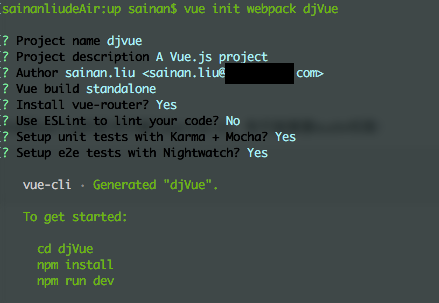 [sainanliudeAir:up sainan$ vue init webpack djVue
[? Project name djvue
[? Project description A Vue.js project
[? Author sainan.liu <sainan.liu@ com>
? Vue build standalone
[? Install vue-router? Yes
[? Use ESLint to lint your code? No
[? Setup unit tests with Karma + Mocha? Yes
[? Setup e2e tests with Nightwatch? Yes
vue-cli · Generated "djVue".
To get started:
cd djVue
npm install
npm run dev